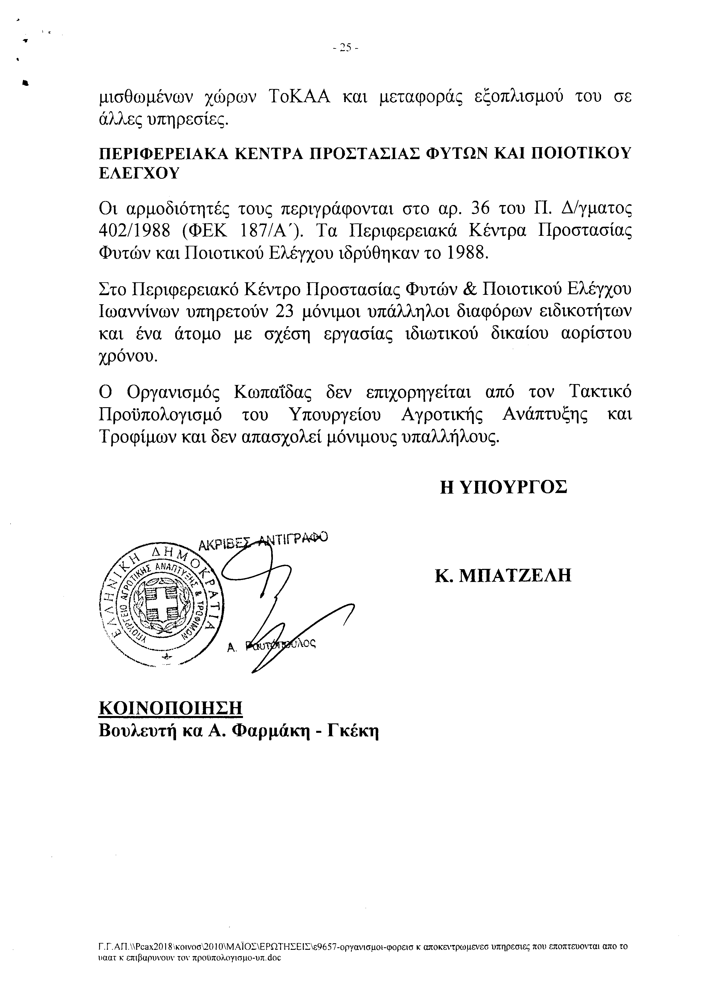 - 25 -
μισθωμένων χώρων ΤοΚΑΑ και μεταφοράς εξοπλισμού του σε
άλλες υπηρεσίες.
ΠΕΡΙΦΕΡΕΙΑΚΑ ΚΕΝΤΡΑ ΠΡΟΣΤΑΣΙΑΣ ΦΥΤΩΝ ΚΑΙ ΠΟΙΟΤΙΚΟΥ
ΕΛΕΓΧΟΥ
Οι αρμοδιότητές τους περιγράφονται στο αρ. 36 του Π. Δ/γματος
402/1988 (ΦΕΚ 187/Α΄). Τα Περιφερειακά Κέντρα Προστασίας
Φυτών και Ποιοτικού Ελέγχου ιδρύθηκαν το 1988.
Στο Περιφερειακό Κέντρο Προστασίας Φυτών & Ποιοτικού Ελέγχου
Ιωαννίνων υπηρετούν 23 μόνιμοι υπάλληλοι διαφόρων ειδικοτήτων
και ένα άτομο με σχέση εργασίας ιδιωτικού δικαίου αορίστου
χρόνου.
Ο Οργανισμός Κωπαΐδας δεν επιχορηγείται από τον Τακτικό
Προϋπολογισμό του Υπουργείου Αγροτικής Ανάπτυξης και
Τροφίμων και δεν απασχολεί μόνιμους υπαλλήλους.
Η ΥΠΟΥΡΓΟΣ
ΑΚΡΙΒΕΣ ΑΝΤΙΓΡΑΦΟ
ΕΛΛΗΝΙΚΗ ΔΗΜΟΚΡΑΤΙΑ
ΥΠΟΥΡΓΕΙΟ ΑΓΡΟΤΙΚΗΣ ΑΝΑΠΤΥΞΗΣ & ΤΡΟΦΙΜΩΝ
Κ. ΜΠΑΤΖΕΛΗ
Α.
ΚΟΙΝΟΠΟΙΗΣΗ
Βουλευτή κα Α. Φαρμάκη - Γκέκη
Γ.Γ.ΑΠ.\\Pcax2018\κοινοσ\2010\ΜΑΪΟΣ\ΕΡΩΤΗΣΕΙΣ\ε9657-οργανισμοι-φορεισ κ αποκεντρωμενεσ υπηρεσιες που εποπτευονται απο το
υαατ κ επιβαρυνουν τον προϋπολογισμο-υπ.doc